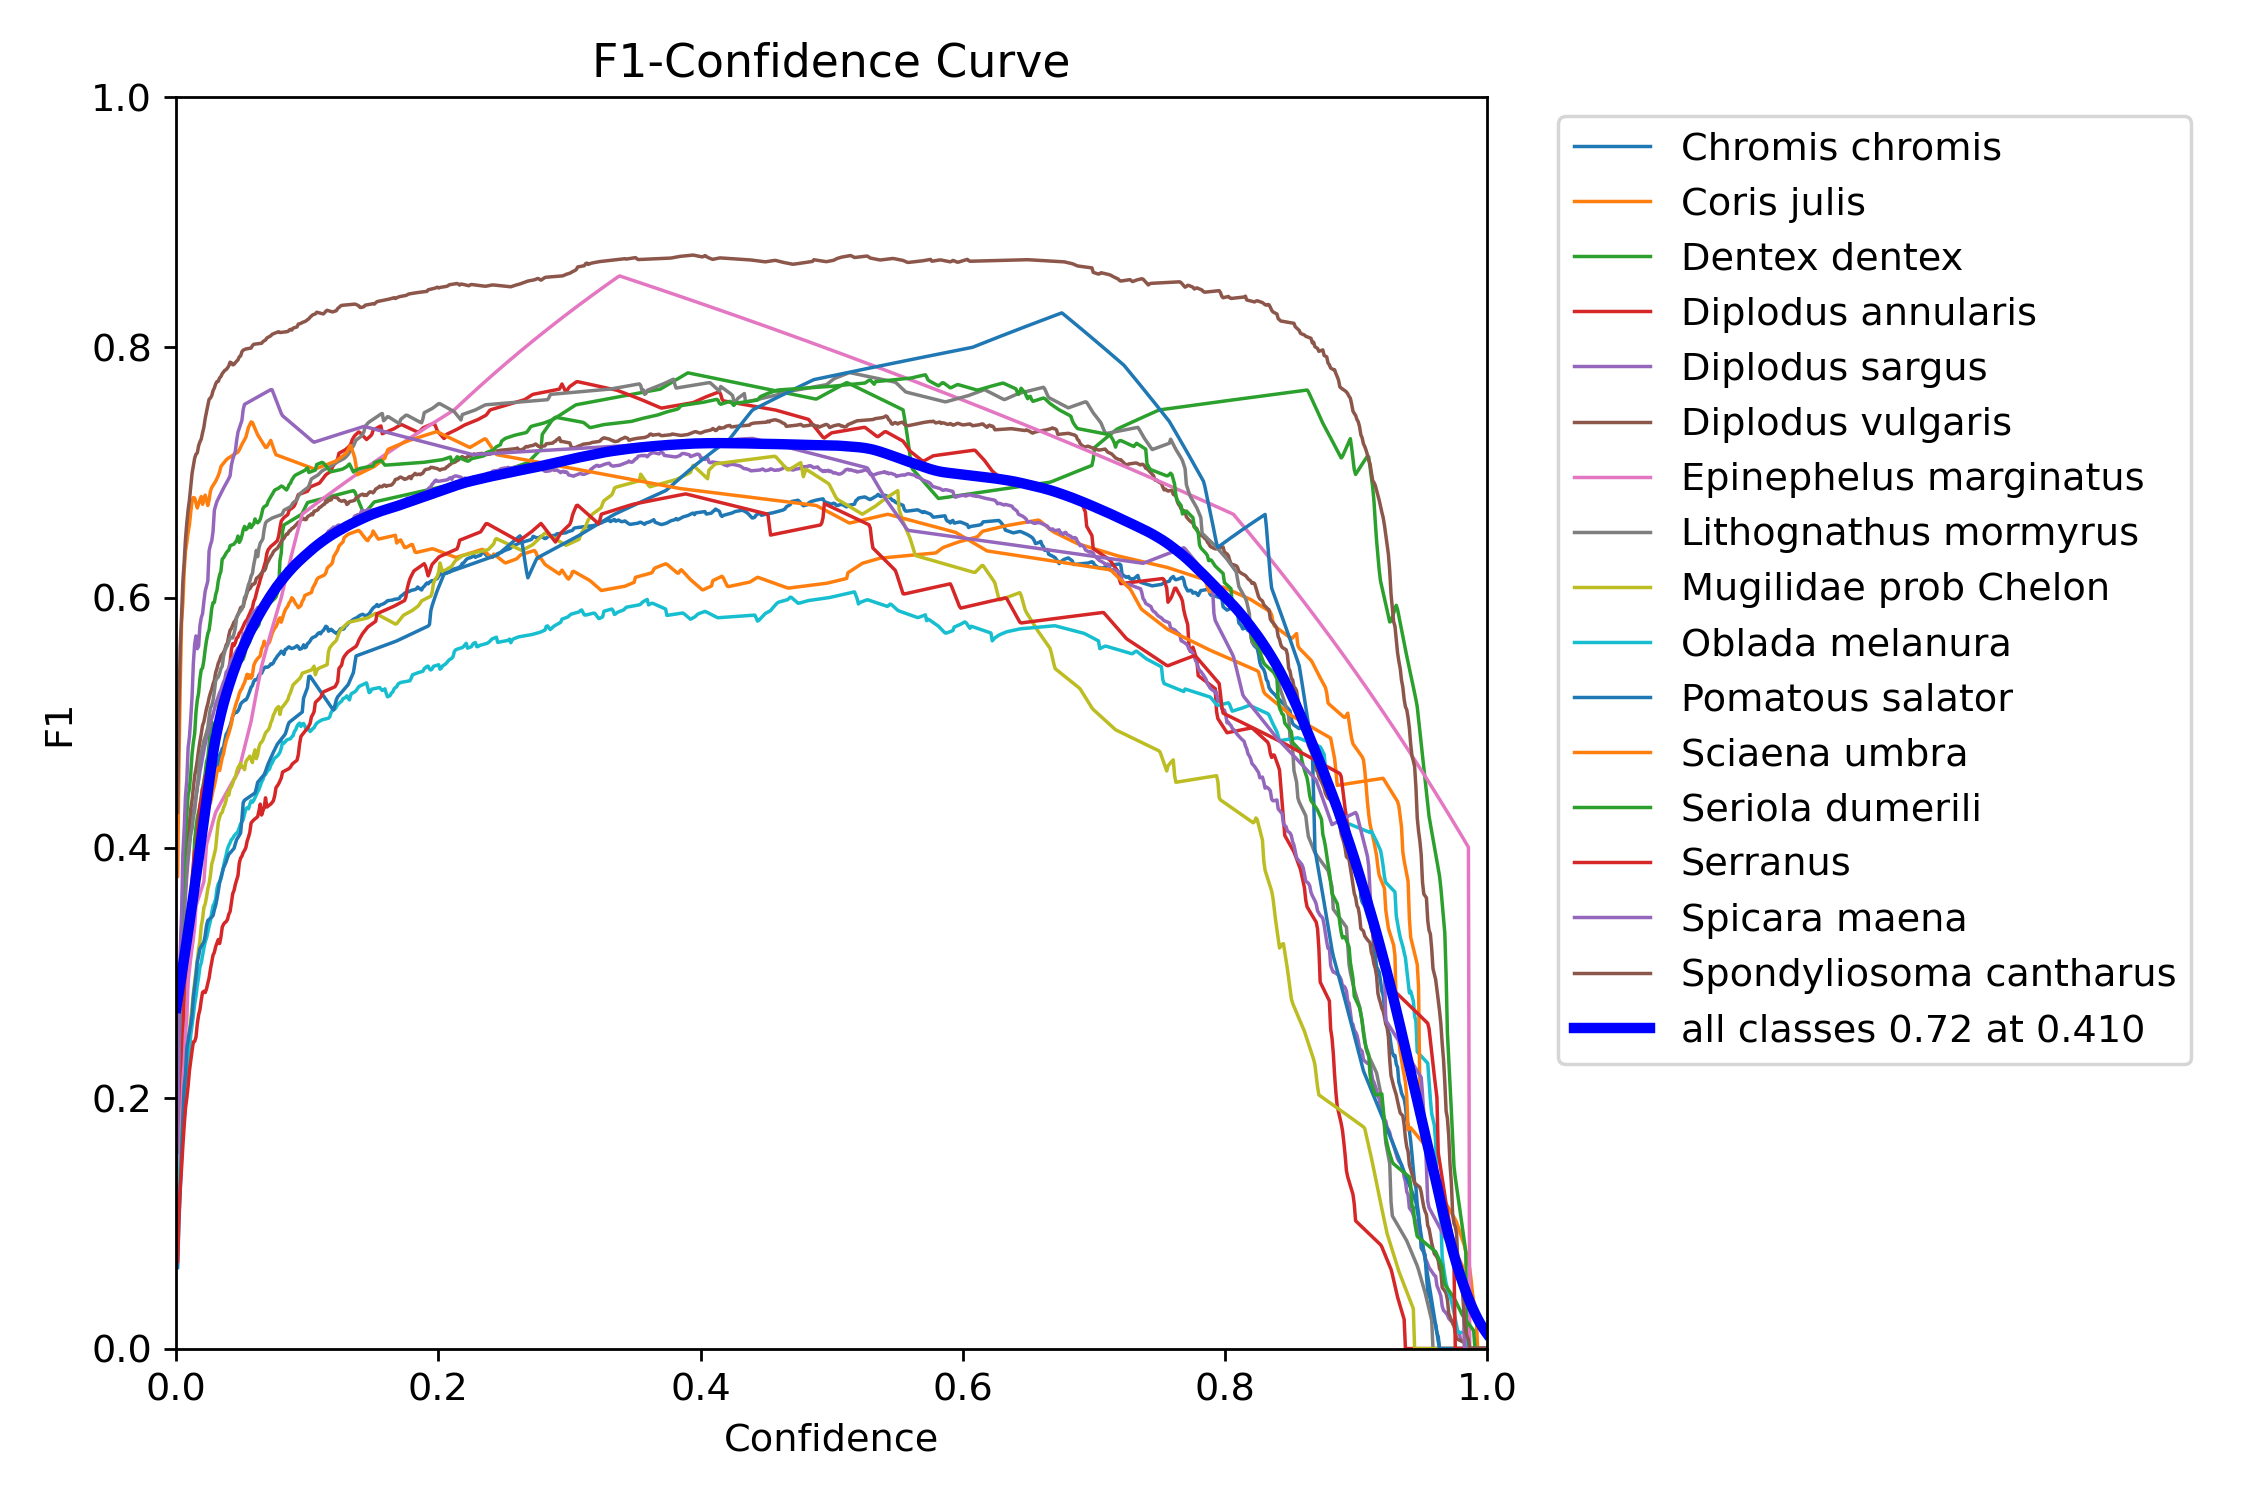 F1-Confidence Curve
1.0
0.8
0.6
0.4
0.2
0.0
F1
0.0 0.2 0.4 0.6 0.8 1.0
Confidence
Chromis chromis
Coris julis
Dentex dentex
Diplodus annularis
Diplodus sargus
Diplodus vulgaris
Epinephelus marginatus
Lithognathus mormyrus
Mugilidae prob Chelon
Oblada melanura
Pomatous salator
Sciaena umbra
Seriola dumerili
Serranus
Spicara maena
Spondyliosoma cantharus
all classes 0.72 at 0.410